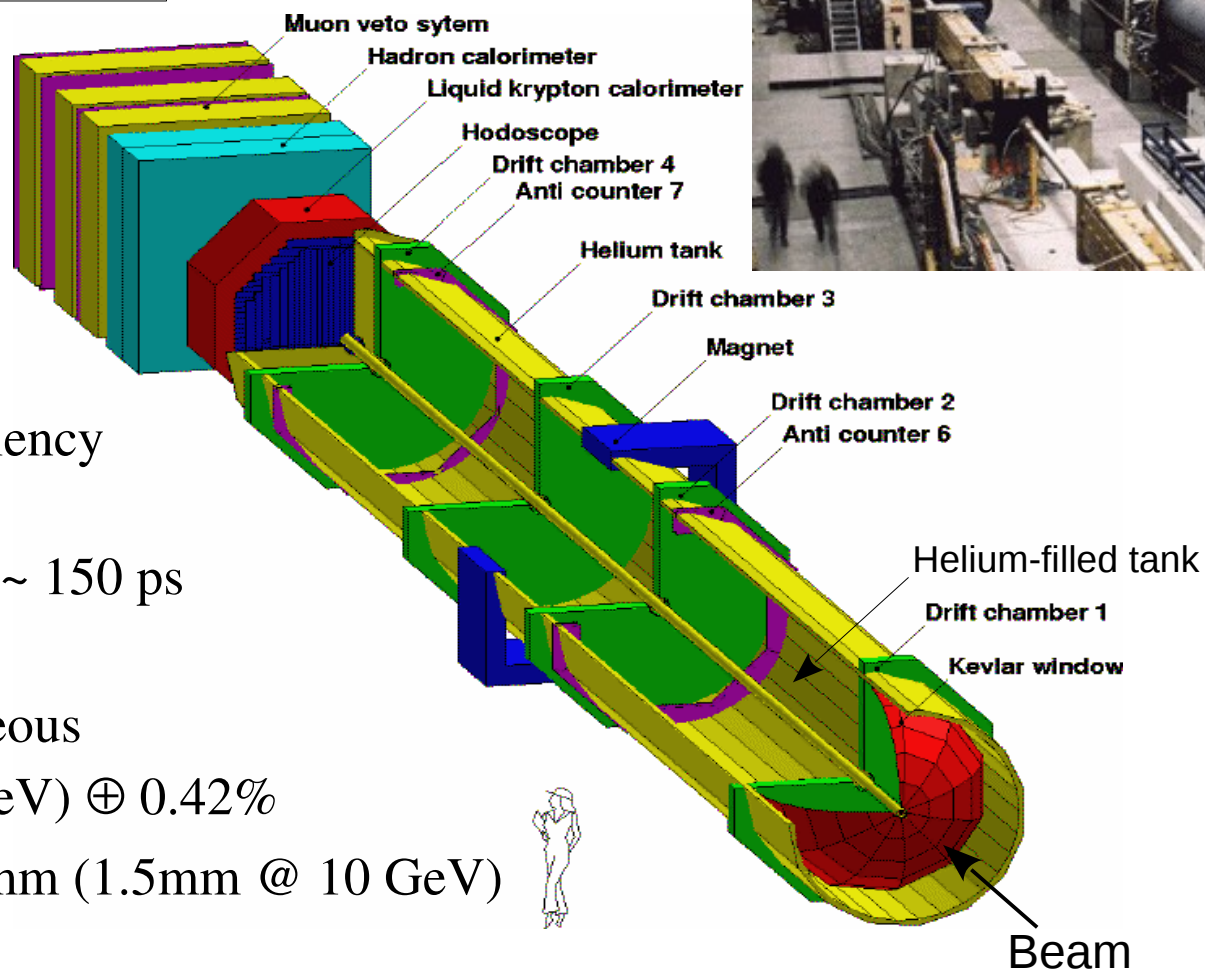 Muon veto sytem
Hadron calorimeter
Liquid krypton calorimeter
Hodoscope
Drift chamber 4
Anti counter 7
Helium tank
Drift chamber 3
Magnet
Drift chamber 2
Anti counter 6
iency
~ 150 ps
Helium-filled tank
Drift chamber 1
Kevlar window
eous
eV) ⊕ 0.42%
mm (1.5mm @ 10 GeV)
Beam